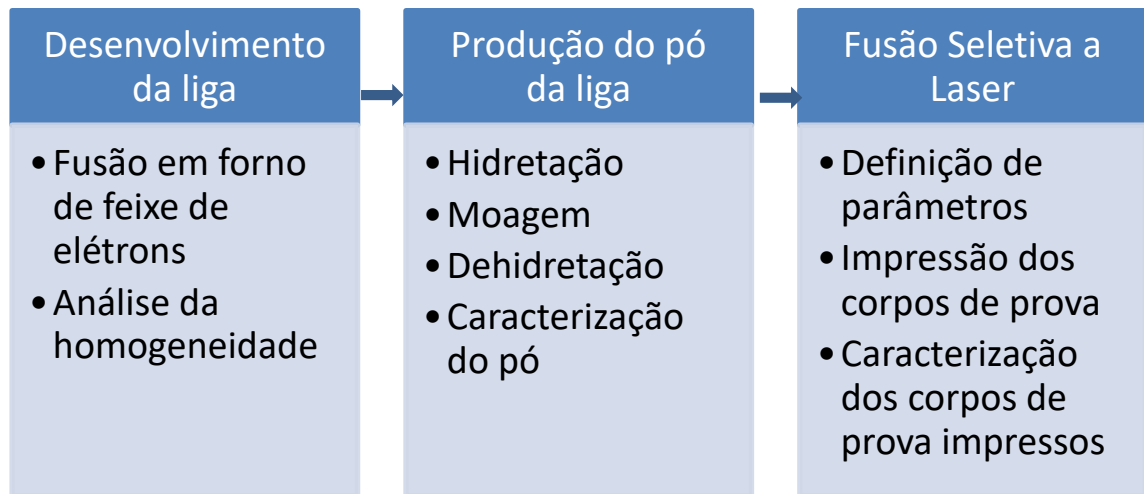 Desenvolvimento
da liga
• Fusão em forno
de feixe de
elétrons
• Análise da
homogeneidade
Produção do pó
da liga
• Hidretação
• Moagem
• Dehidretação
• Caracterização
do pó
Fusão Seletiva a
Laser
• Definição de
parâmetros
• Impressão dos
corpos de prova
• Caracterização
dos corpos de
prova impressos